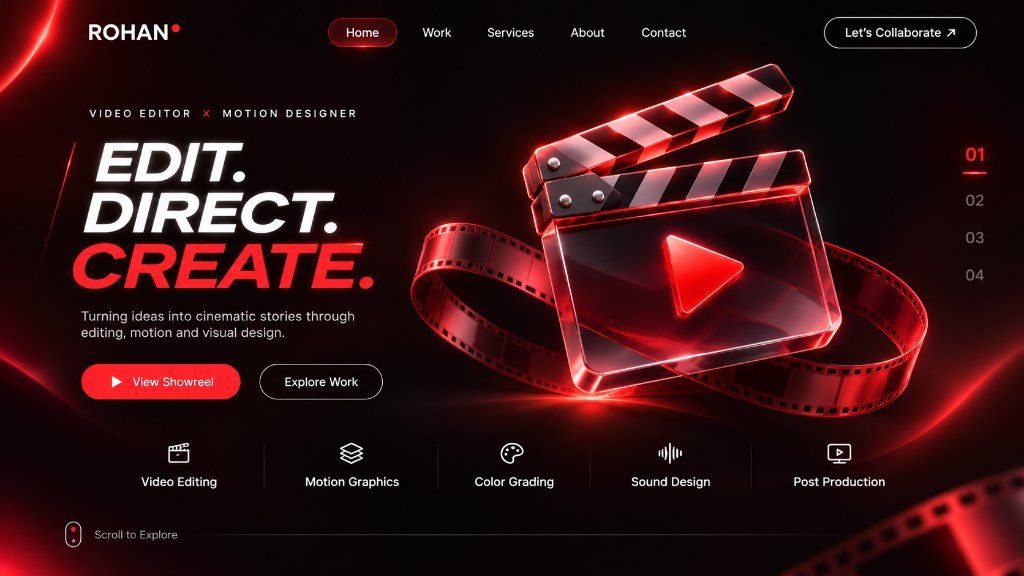 ROHAN
Home
Work
Services
About
Contact
Let's Collaborate
VIDEO EDITOR × MOTION DESIGNER
EDIT.
DIRECT.
CREATE.
Turning ideas into cinematic stories through
editing, motion and visual design.
View Showreel
Explore Work
01
02
03
04
Video Editing
Motion Graphics
Color Grading
Sound Design
Post Production
Scroll to Explore